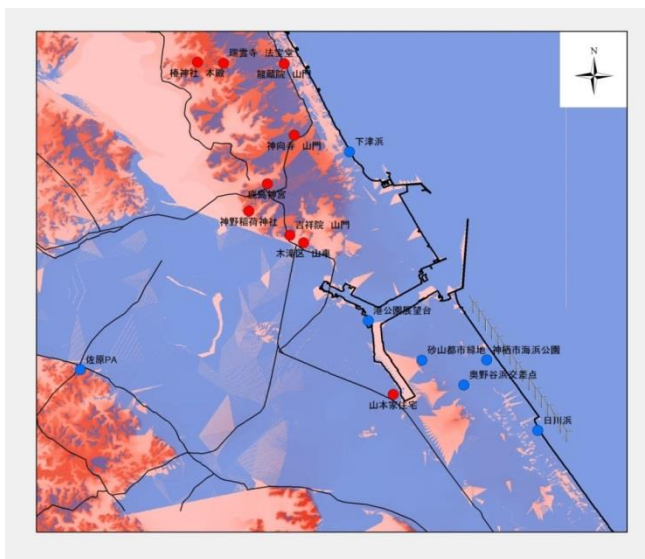 N
瑞雲寺 法堂堂
椿神社 本殿
龍蔵院 山門
神向寺 山門
下津浜
鹿島神宮
神野稲荷神社
吉祥院 山門
木滝区 山車
港公園展望台
佐原PA
砂山都市緑地
神栖市海浜公園
奥野谷浜交差点
山本家住宅
日川浜